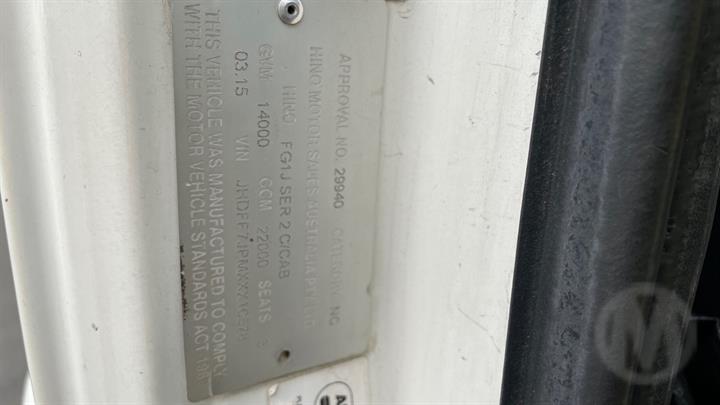 APPROVAL NO. 29940 CATEGORY NC
HINO MOTOR SALES AUSTRALIA PTY LTD
HINO FG1J SER 2 C/CAB
GVM 14000 GCM 22000 SEATS 3
03.15 VIN
THIS VEHICLE WAS MANUFACTURED TO COMPLY
WITH THE MOTOR VEHICLE STANDARDS ACT